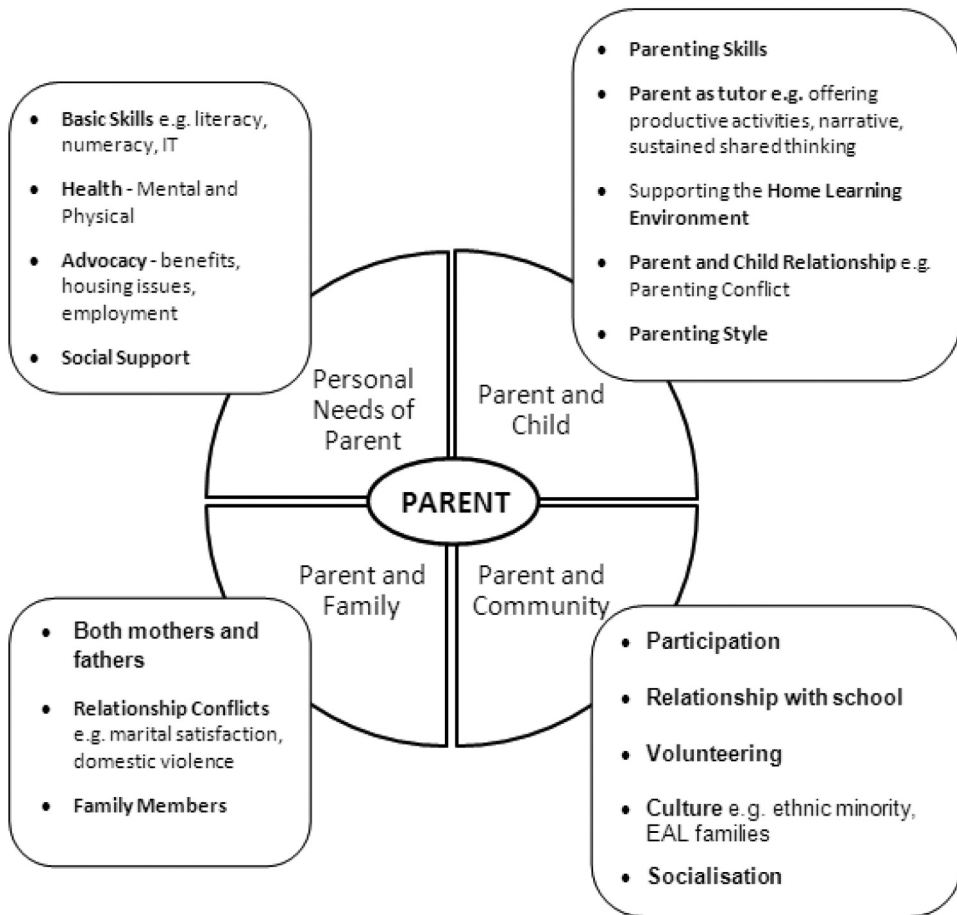 • Basic Skills e.g. literacy,
numeracy, IT
• Health - Mental and
Physical
• Advocacy - benefits,
housing issues,
employment
• Social Support
• Parenting Skills
• Parent as tutor e.g. offering
productive activities, narrative,
sustained shared thinking
• Supporting the Home Learning
Environment
• Parent and Child Relationship e.g.
Parenting Conflict
• Parenting Style
Personal
Needs of
Parent
Parent and
Child
PARENT
Parent and
Family
Parent and
Community
• Both mothers and
fathers
• Relationship Conflicts
e.g. marital satisfaction,
domestic violence
• Family Members
• Participation
• Relationship with school
• Volunteering
• Culture e.g. ethnic minority,
EAL families
• Socialisation